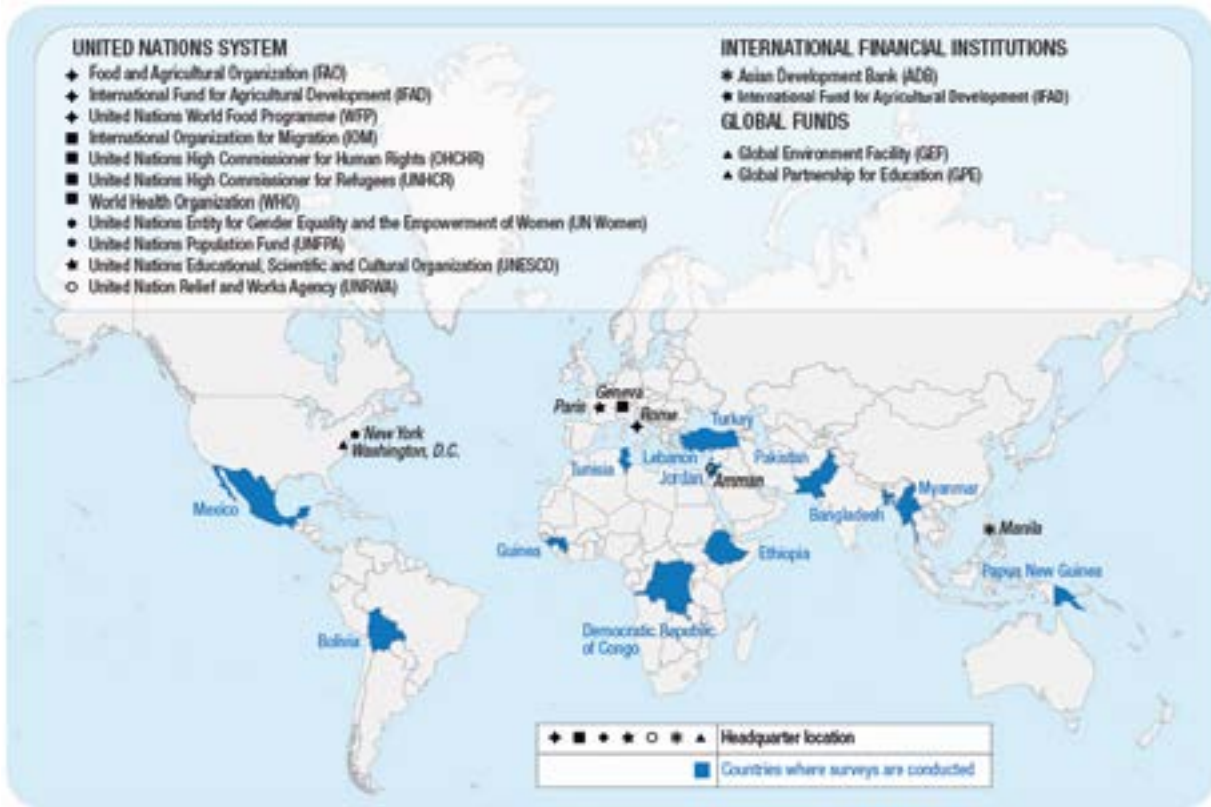 UNITED NATIONS SYSTEM
Food and Agricultural Organization (FAO)
International Fund for Agricultural Development (IFAD)
United Nations World Food Programme (WFP)
International Organization for Migration (IOM)
United Nations High Commissioner for Human Rights (OHCHR)
United Nations High Commissioner for Refugees (UNHCR)
World Health Organization (WHO)
United Nations Entity for Gender Equality and the Empowerment of Women (UN Women)
United Nations Population Fund (UNFPA)
United Nations Educational, Scientific and Cultural Organization (UNESCO)
United Nation Relief and Works Agency (UNRWA)
INTERNATIONAL FINANCIAL INSTITUTIONS
Asian Development Bank (ADB)
International Fund for Agricultural Development (IFAD)
GLOBAL FUNDS
Global Environment Facility (GEF)
Global Partnership for Education (GPE)
Geneva
Paris
Rome
New York
Washington, D.C.
Turkey
Tunisia
Lebanon
Jordan
Amman
Pakistan
Myanmar
Bangladesh
Manila
Mexico
Guinea
Ethiopia
Papua New Guinea
Bolivia
Democratic Republic
of Congo
Headquarter location
Countries where surveys are conducted